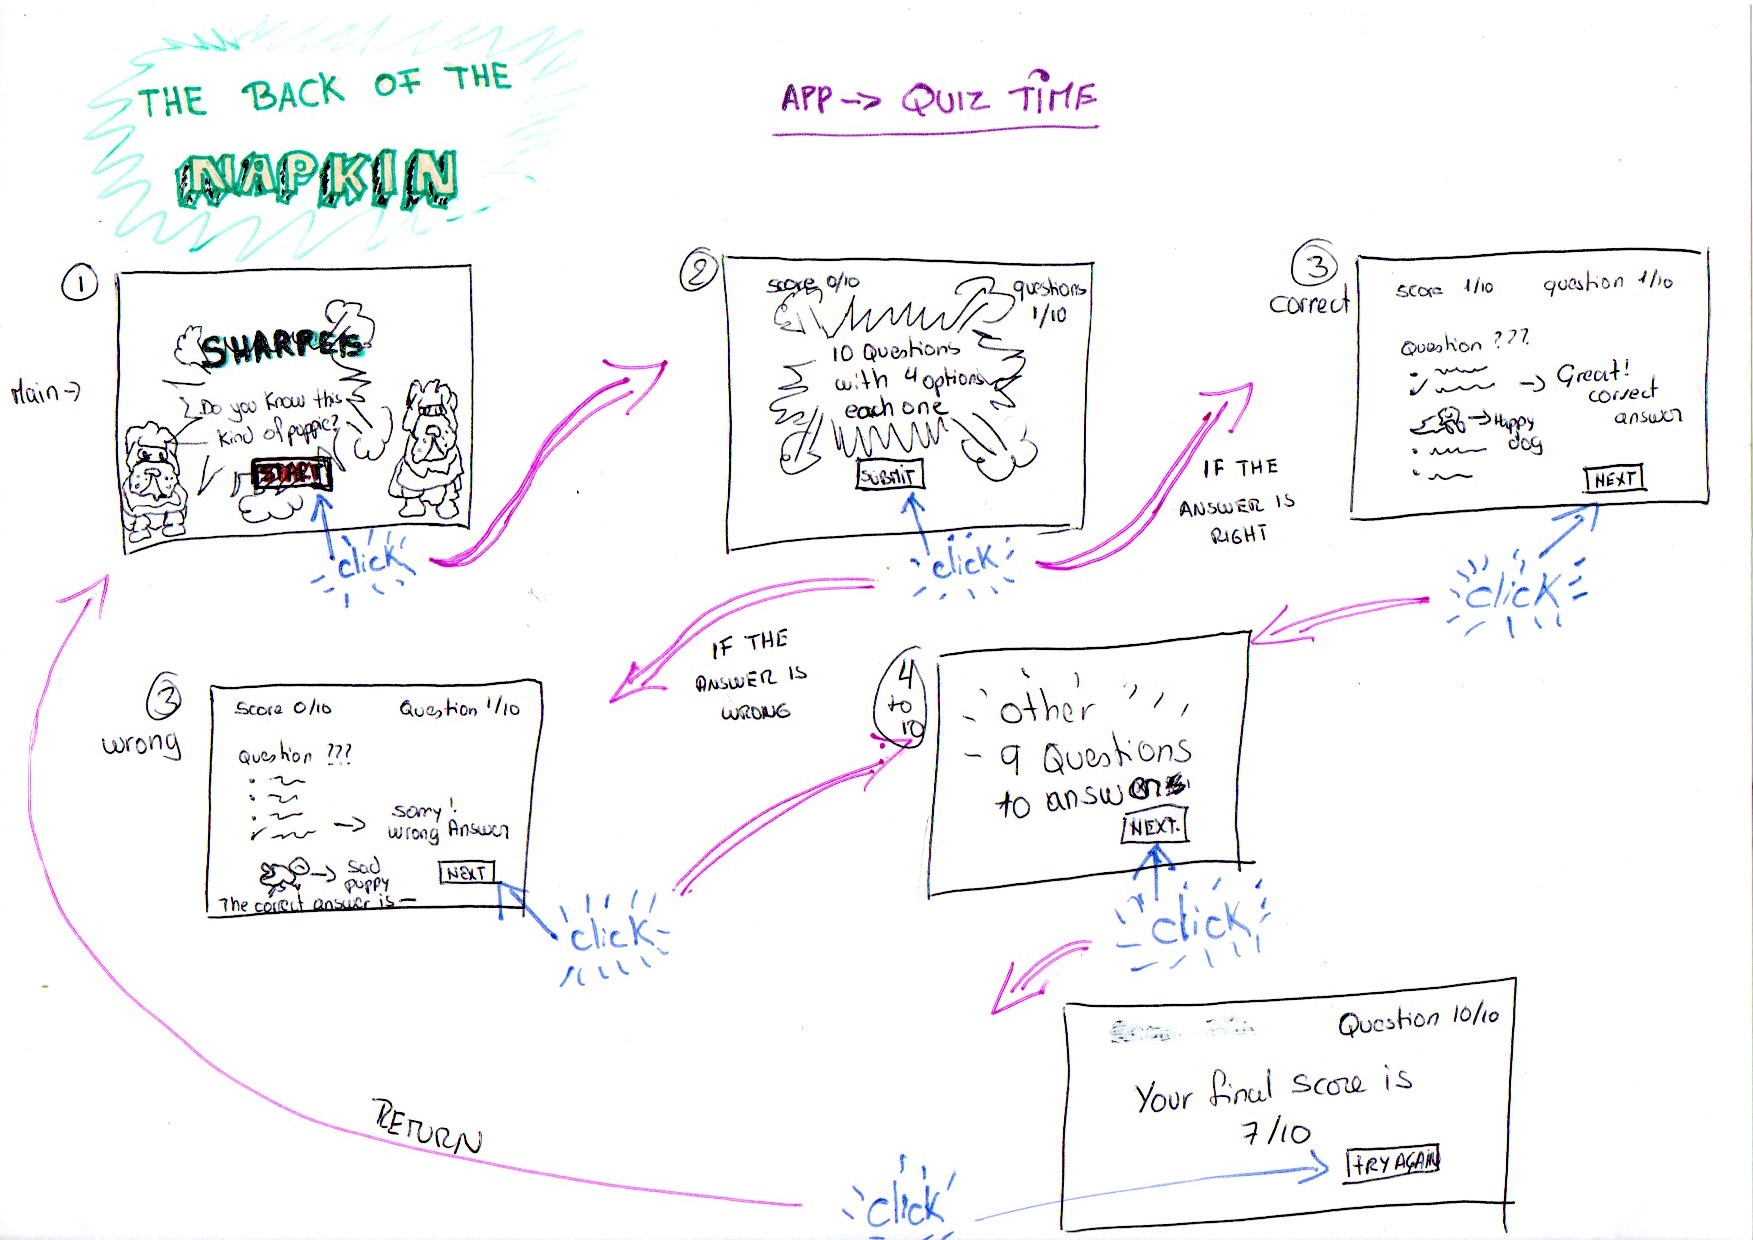 THE BACK OF THE
NAPKIN
APP -> QUIZ TIME
1
Main ->
SHARPEIS
Do you know this
kind of puppie?
START
click
2
score 0/10
questions
1/10
10 Questions
with 4 options
each one
SUBMIT
click
IF THE
ANSWER IS
RIGHT
3
correct
score 1/10 question 1/10
Question ???
-> Great!
correct
answer
-> Happy
dog
NEXT
click
IF THE
ANSWER IS
WRONG
3
wrong
Score 0/10 Question 1/10
Question ???
-> sorry!
wrong Answer
-> sad
puppy
NEXT
The correct answer is —
click
4
to
10
other
9 Questions
to answer
NEXT.
click
Question 10/10
Your final score is
7/10
TRY AGAIN
click
RETURN